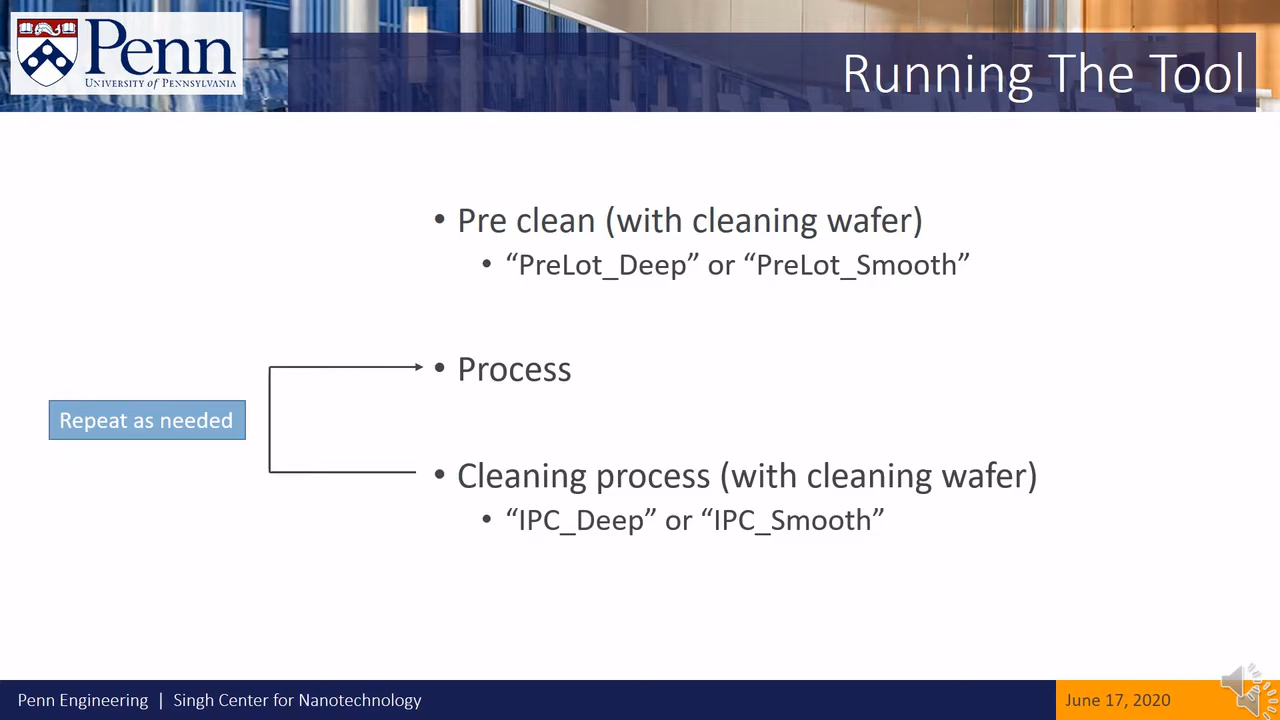 Penn
UNIVERSITY of PENNSYLVANIA
Running The Tool
• Pre clean (with cleaning wafer)
• “PreLot_Deep” or “PreLot_Smooth”
• Process
Repeat as needed
• Cleaning process (with cleaning wafer)
• “IPC_Deep” or “IPC_Smooth”
Penn Engineering | Singh Center for Nanotechnology
June 17, 2020